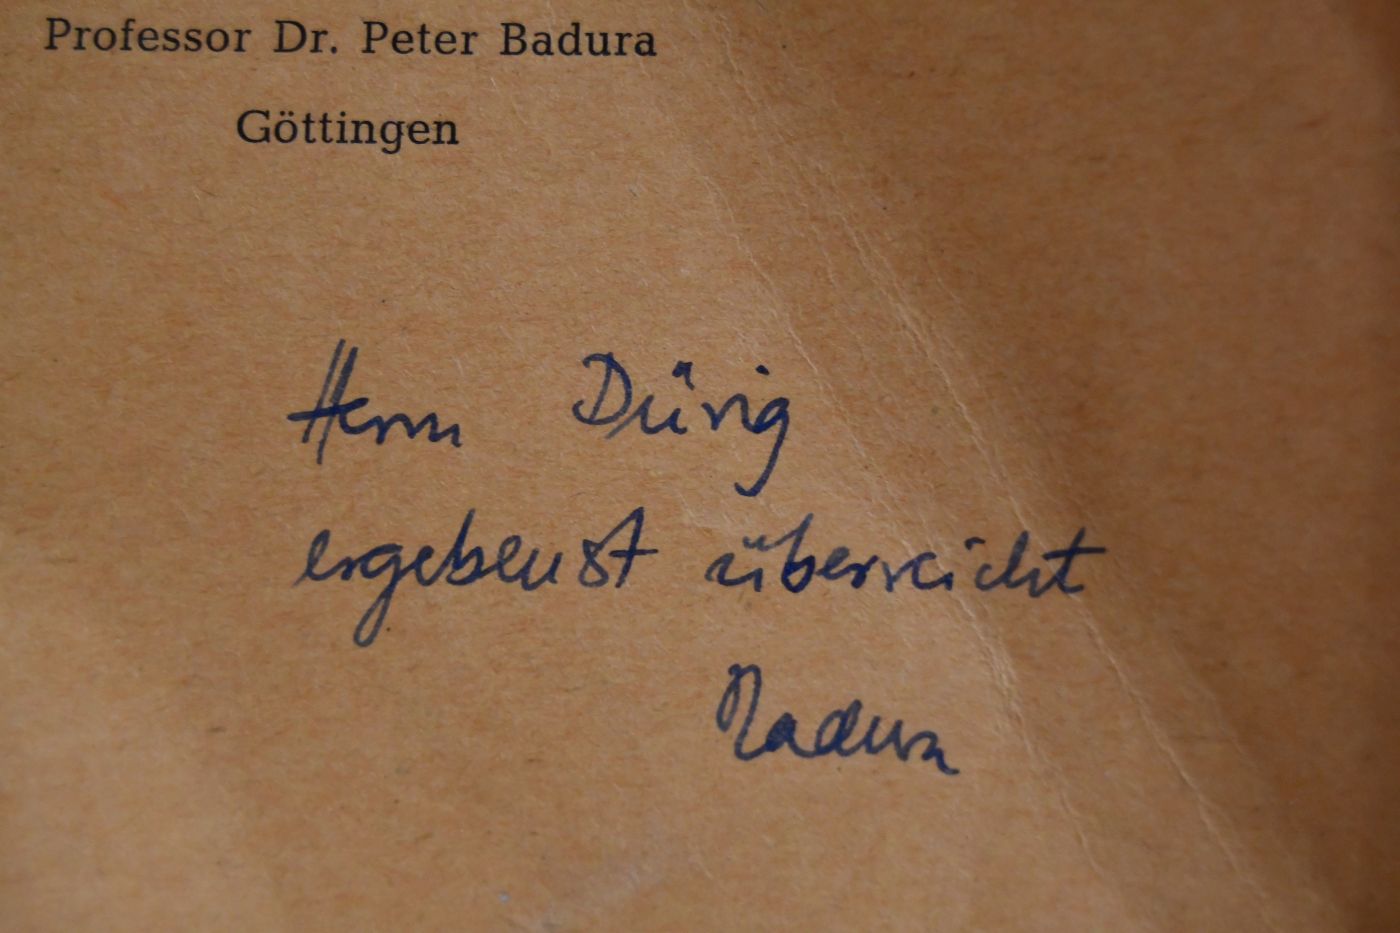 Professor Dr. Peter Badura
Göttingen
Herrn Dürig
ergebenst überreicht
Badura